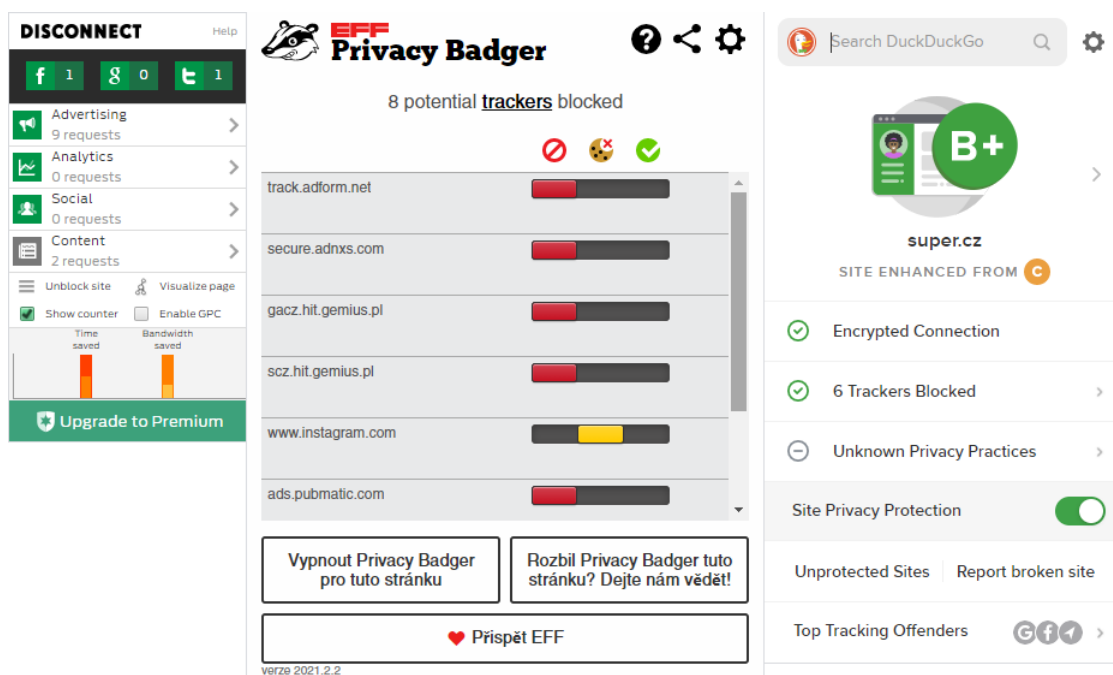 DISCONNECT Help
f 1 g 0 t 1
Advertising
9 requests
Analytics
0 requests
Social
0 requests
Content
2 requests
Unblock site Visualize page
Show counter Enable GPC
Time saved Bandwidth saved
Upgrade to Premium
EFF
Privacy Badger
8 potential trackers blocked
track.adform.net
secure.adnxs.com
gacz.hit.gemius.pl
scz.hit.gemius.pl
www.instagram.com
ads.pubmatic.com
Vypnout Privacy Badger
pro tuto stránku
Rozbil Privacy Badger tuto
stránku? Dejte nám vědět!
Přispět EFF
verze 2021.2.2
Search DuckDuckGo
B+
super.cz
SITE ENHANCED FROM C
Encrypted Connection
6 Trackers Blocked
Unknown Privacy Practices
Site Privacy Protection
Unprotected Sites Report broken site
Top Tracking Offenders G f